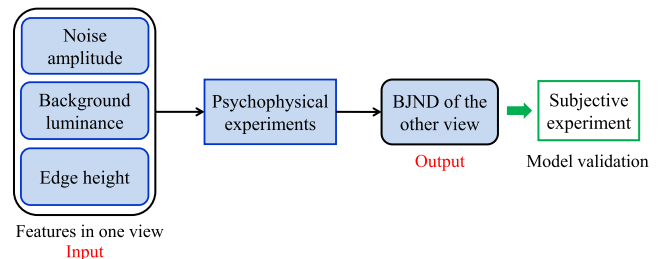 Noise
amplitude
Background
luminance
Edge height
Features in one view
Input
Psychophysical
experiments
BJND of the
other view
Output
Subjective
experiment
Model validation